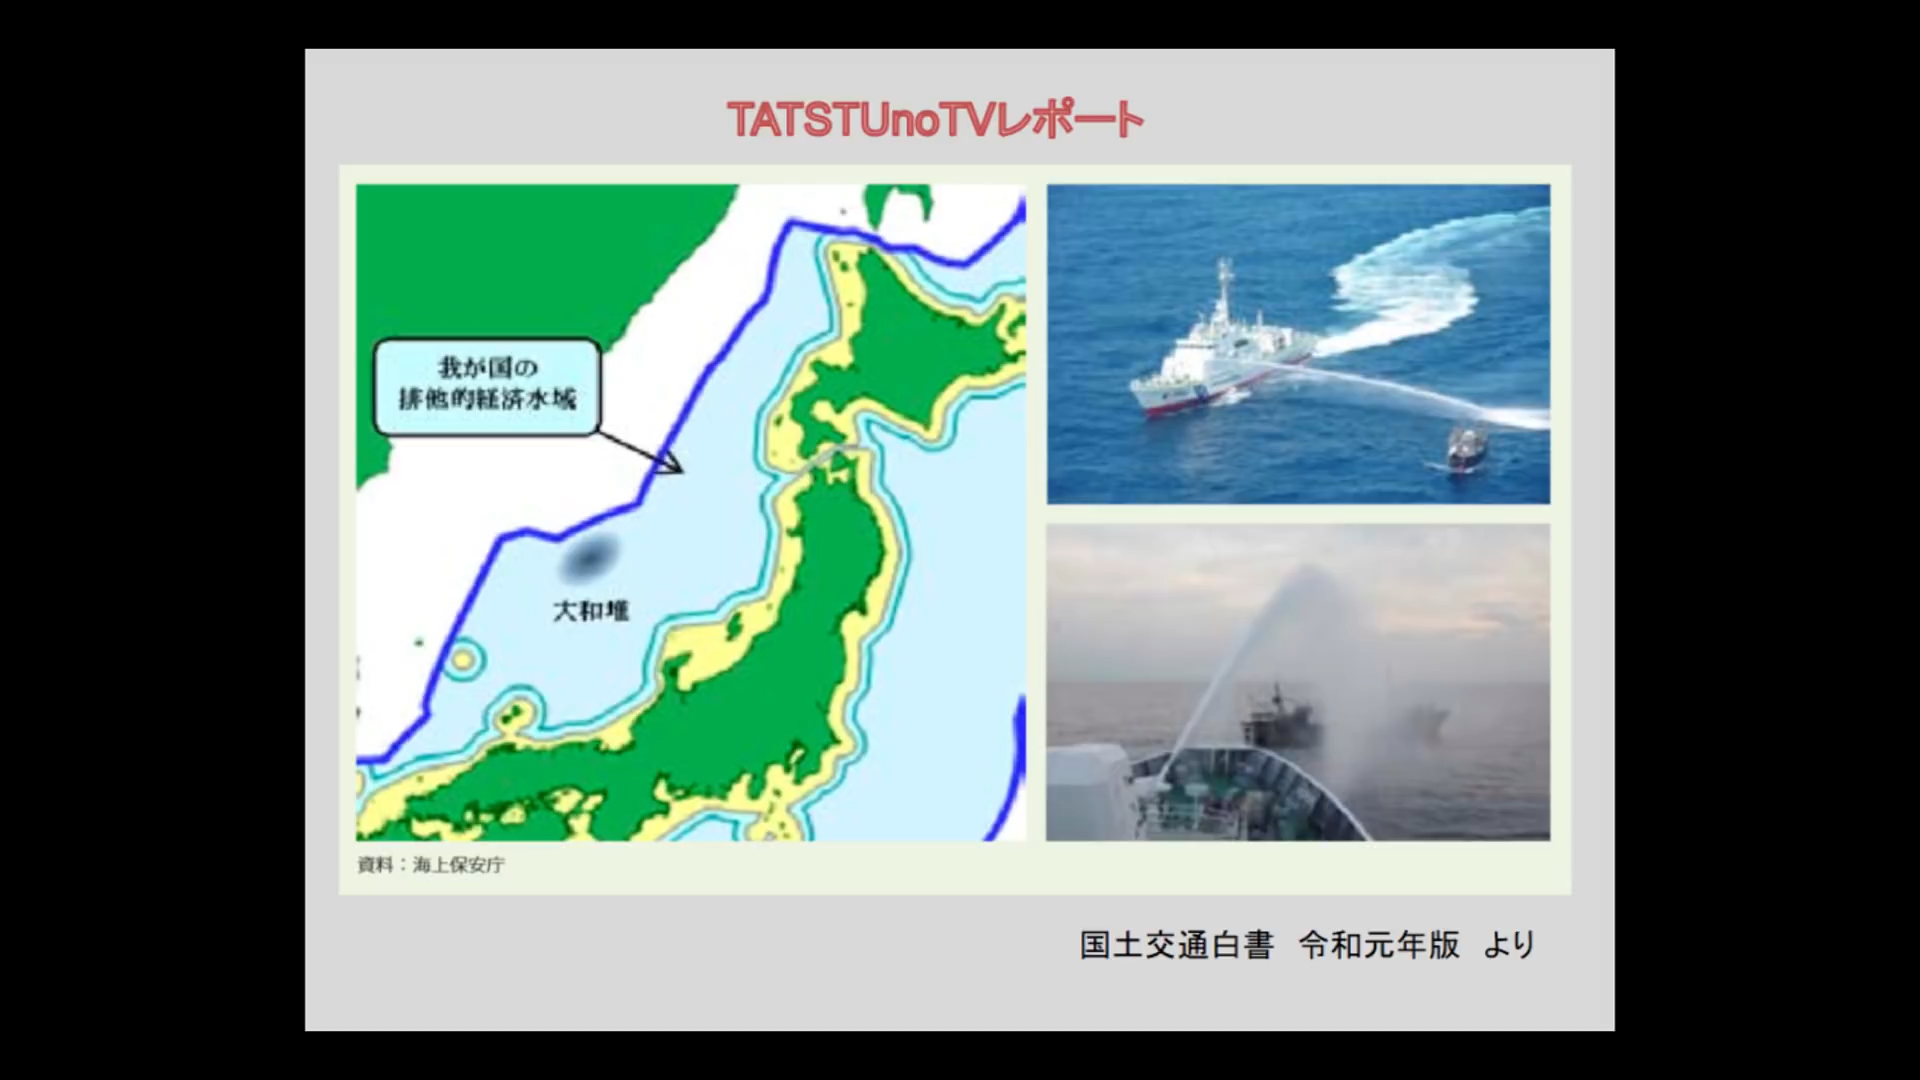 TATSTUnoTVレポート
我が国の
排他的経済水域
大和堆
資料：海上保安庁
国土交通白書　令和元年版　より